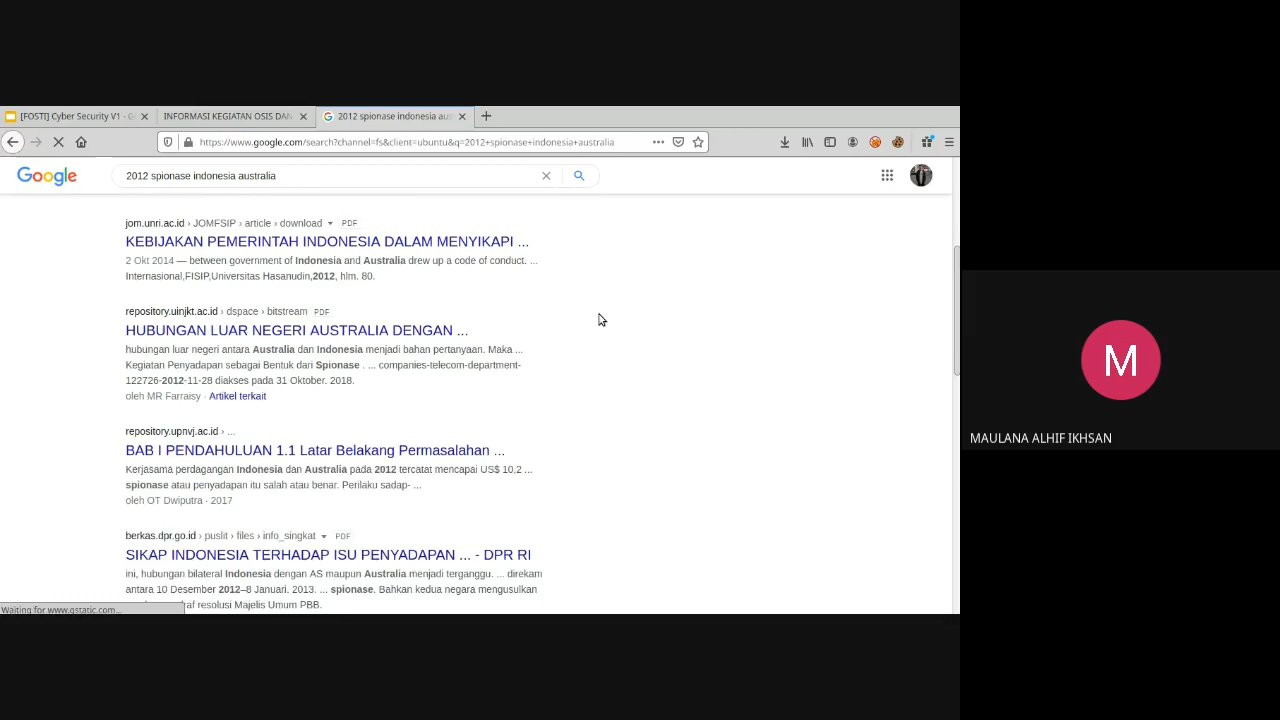 [FOSTI] Cyber Security V1 - G
INFORMASI KEGIATAN OSIS DAN
2012 spionase indonesia aus
https://www.google.com/search?channel=fs&client=ubuntu&q=2012+spionase+indonesia+australia
Google
2012 spionase indonesia australia
jom.unri.ac.id › JOMFSIP › article › download PDF
KEBIJAKAN PEMERINTAH INDONESIA DALAM MENYIKAPI ...
2 Okt 2014 — between government of Indonesia and Australia drew up a code of conduct. ...
Internasional,FISIP,Universitas Hasanudin,2012, hlm. 80.
repository.uinjkt.ac.id › dspace › bitstream PDF
HUBUNGAN LUAR NEGERI AUSTRALIA DENGAN ...
hubungan luar negeri antara Australia dan Indonesia menjadi bahan pertanyaan. Maka ...
Kegiatan Penyadapan sebagai Bentuk dari Spionase . ... companies-telecom-department-
122726-2012-11-28 diakses pada 31 Oktober. 2018.
oleh MR Farraisy · Artikel terkait
repository.upnvj.ac.id › ...
BAB I PENDAHULUAN 1.1 Latar Belakang Permasalahan ...
Kerjasama perdagangan Indonesia dan Australia pada 2012 tercatat mencapai US$ 10,2 ...
spionase atau penyadapan itu salah atau benar. Perilaku sadap- ...
oleh OT Dwiputra · 2017
berkas.dpr.go.id › puslit › files › info_singkat PDF
SIKAP INDONESIA TERHADAP ISU PENYADAPAN ... - DPR RI
ini, hubungan bilateral Indonesia dengan AS maupun Australia menjadi terganggu. ... direkam
antara 10 Desember 2012–8 Januari. 2013. ... spionase. Bahkan kedua negara mengusulkan
resolusi Majelis Umum PBB.
Waiting for www.gstatic.com...
M
MAULANA ALHIF IKHSAN